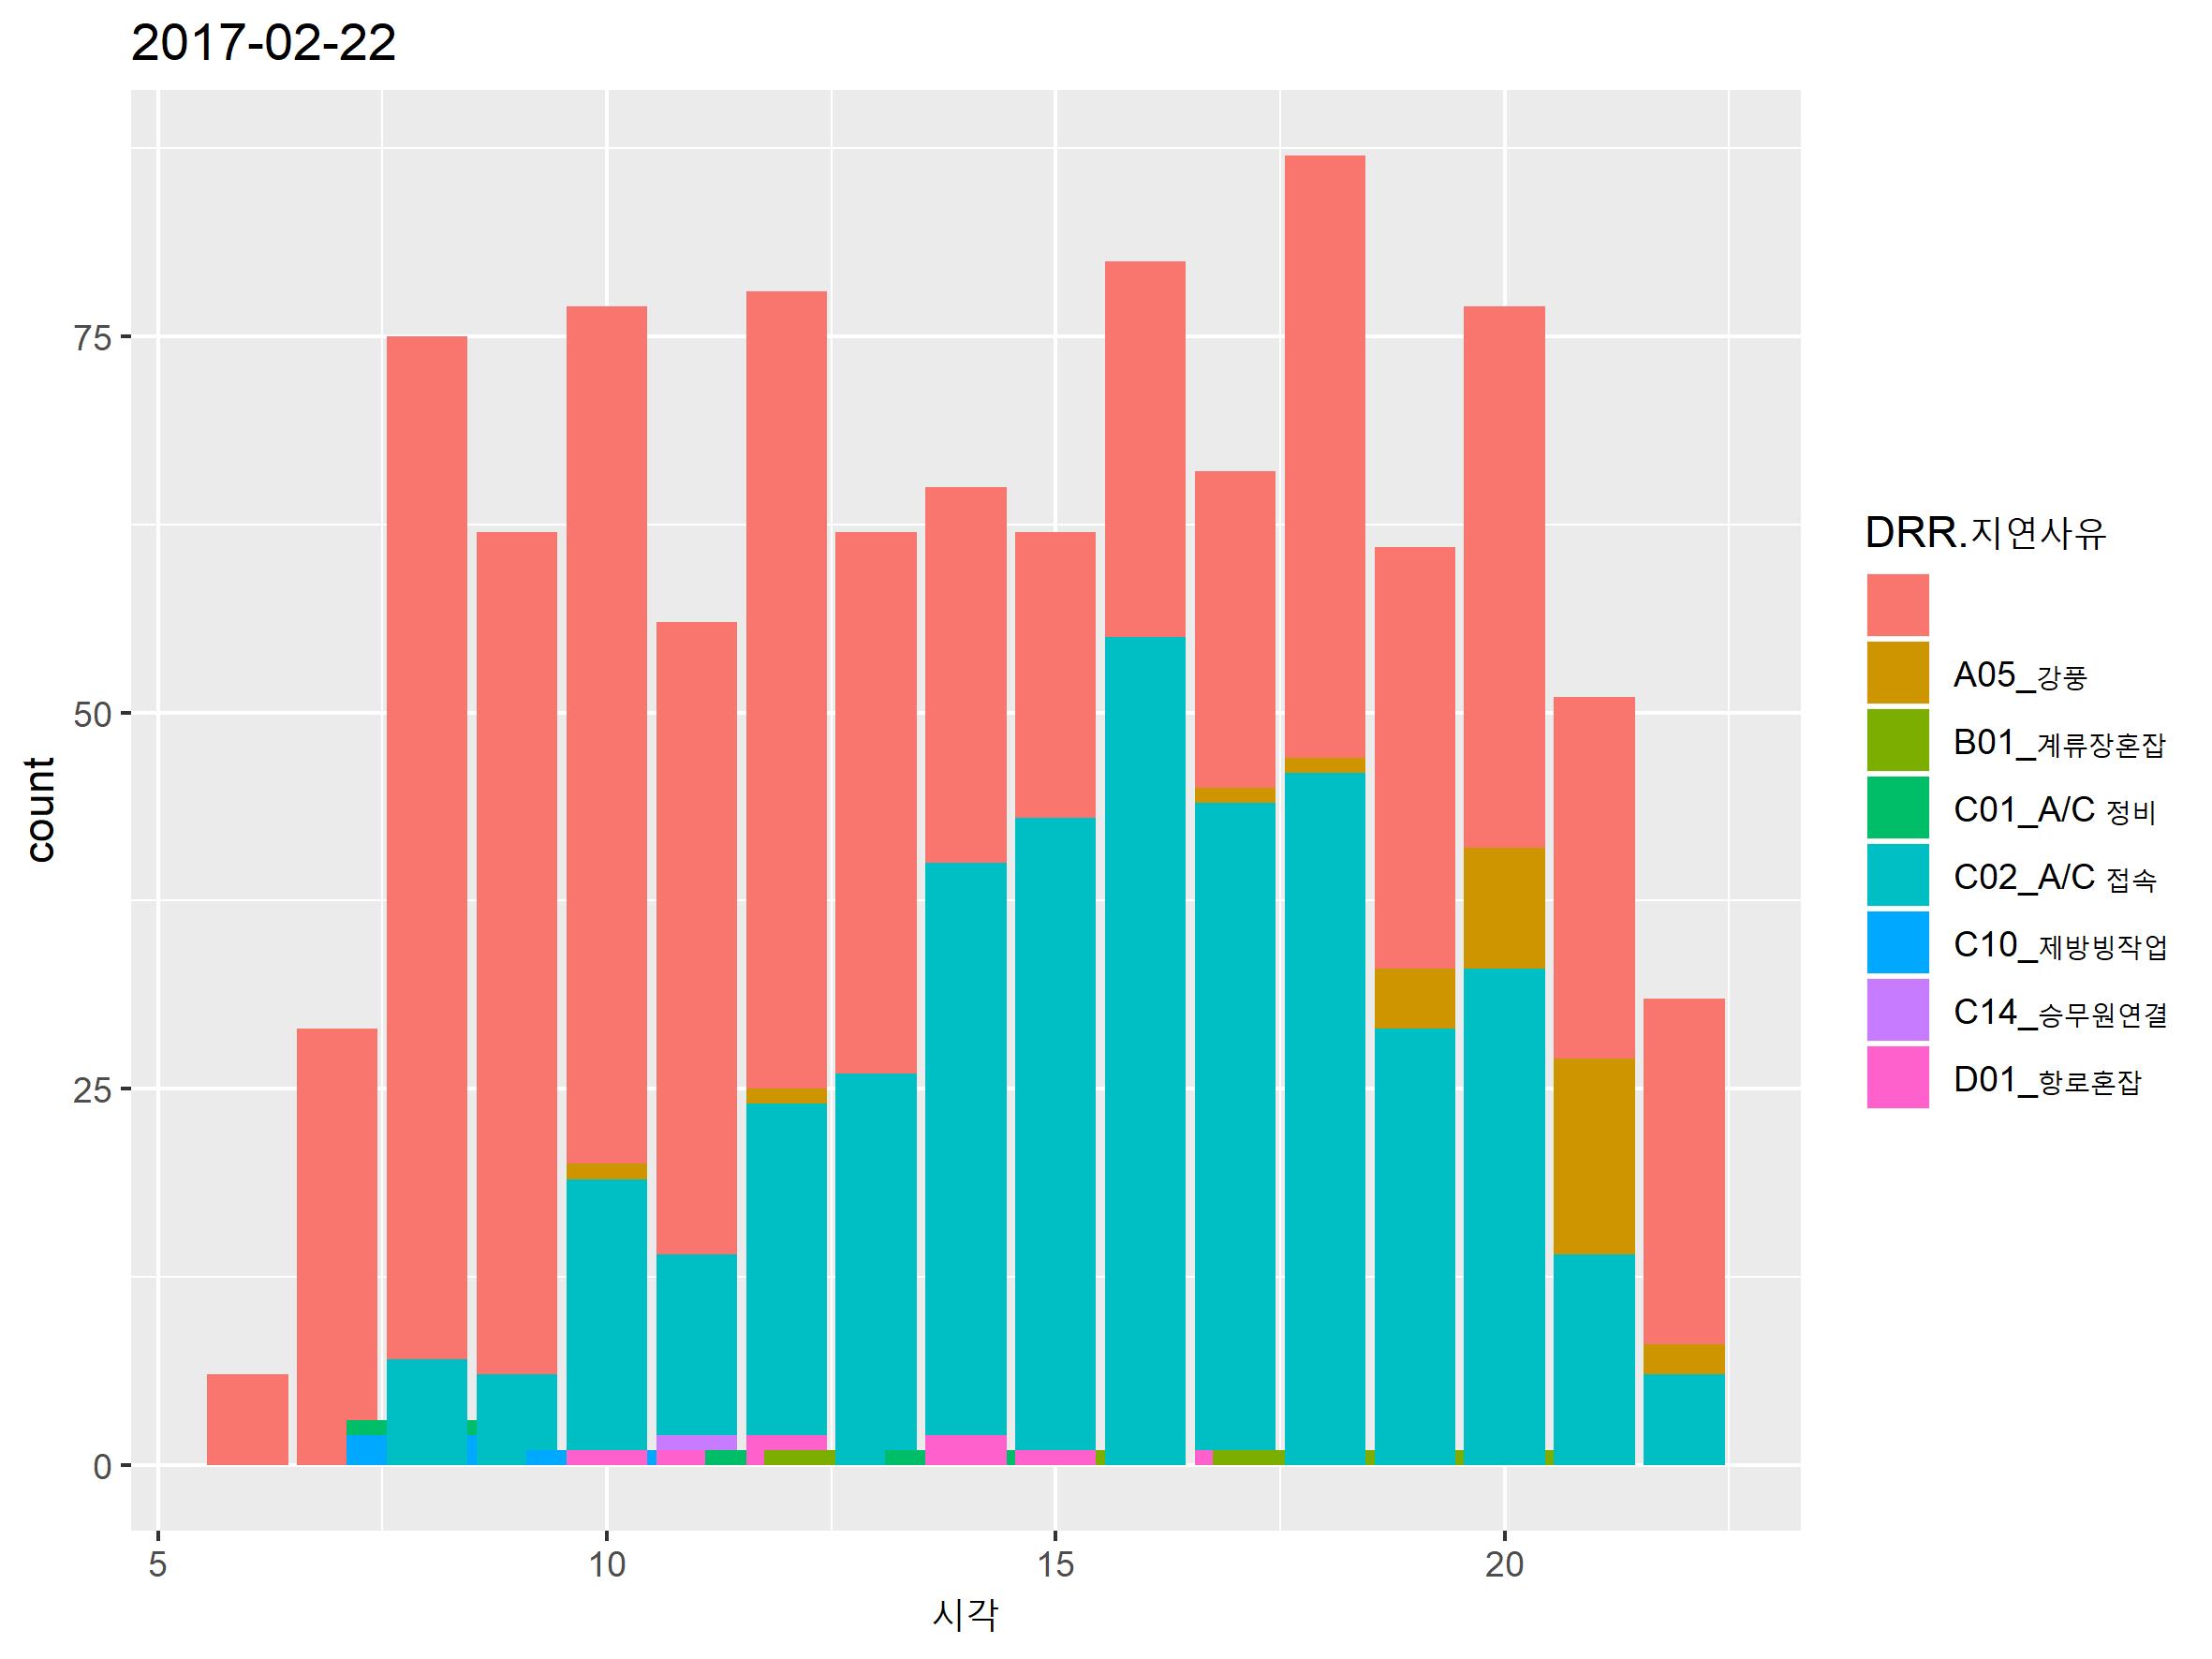 2017-02-22
count
75
50
25
0
5
10
15
20
시각
DRR.지연사유
A05_강풍
B01_계류장혼잡
C01_A/C 정비
C02_A/C 접속
C10_제방빙작업
C14_승무원연결
D01_항로혼잡